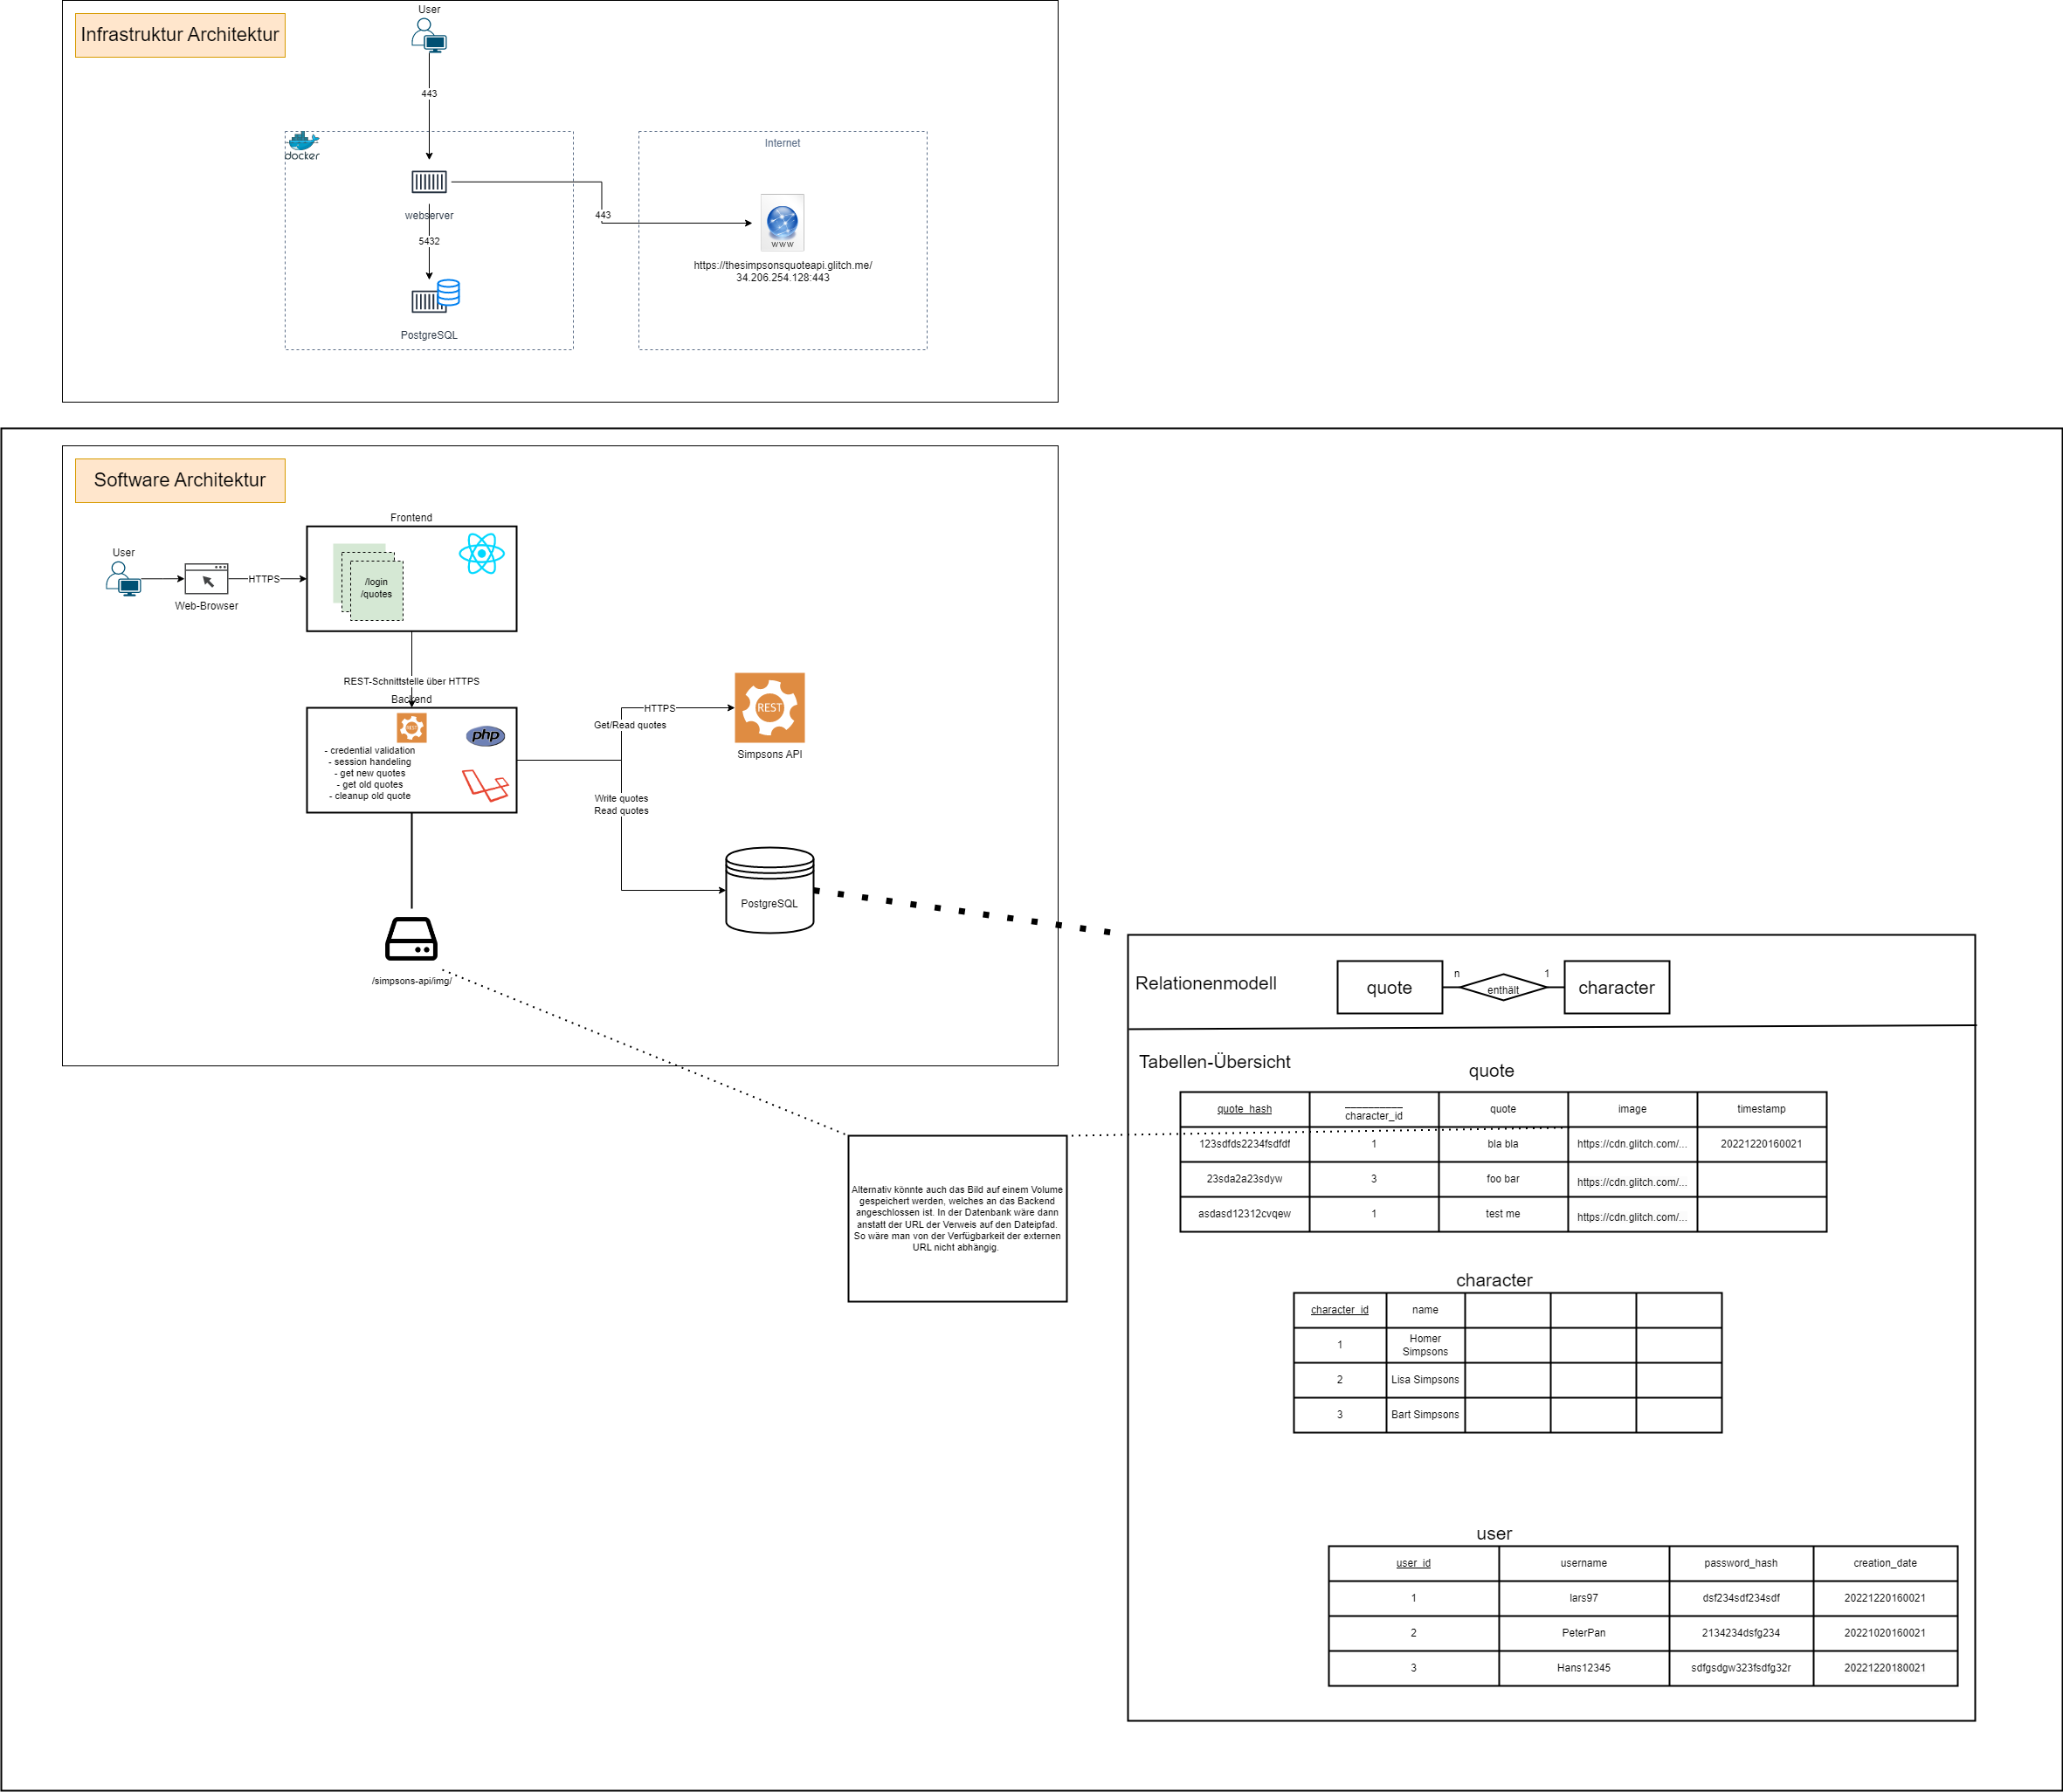 Infrastruktur Architektur
User
443
docker
Internet
webserver
443
5432
WWW
https://thesimpsonsquoteapi.glitch.me/
34.206.254.128:443
PostgreSQL
Software Architektur
Frontend
User
HTTPS
/login
/quotes
Web-Browser
REST-Schnittstelle über HTTPS
Backend
REST
php
- credential validation
- session handeling
- get new quotes
- get old quotes
- cleanup old quote
HTTPS
Get/Read quotes
REST
Simpsons API
Write quotes
Read quotes
PostgreSQL
/simpsons-api/img/
Relationenmodell
quote
n
enthält
1
character
Tabellen-Übersicht
quote
quote_hash character_id quote image timestamp
123sdfds2234fsdfdf 1 bla bla https://cdn.glitch.com/... 20221220160021
23sda2a23sdyw 3 foo bar https://cdn.glitch.com/...
asdasd12312cvqew 1 test me https://cdn.glitch.com/...
Alternativ könnte auch das Bild auf einem Volume
gespeichert werden, welches an das Backend
angeschlossen ist. In der Datenbank wäre dann
anstatt der URL der Verweis auf den Dateipfad.
So wäre man von der Verfügbarkeit der externen
URL nicht abhängig.
character
character_id name
1 Homer
Simpsons
2 Lisa Simpsons
3 Bart Simpsons
user
user_id username password_hash creation_date
1 lars97 dsf234sdf234sdf 20221220160021
2 PeterPan 2134234dsfg234 20221020160021
3 Hans12345 sdfgsdgw323fsdfg32r 20221220180021